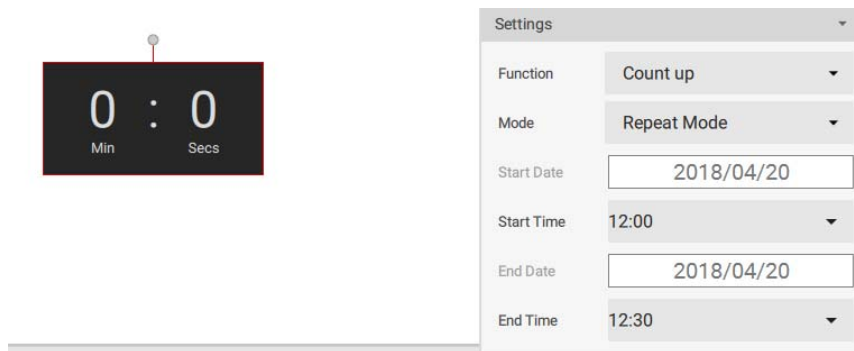 0 : 0
Min Secs
Settings
Function Count up
Mode Repeat Mode
Start Date 2018/04/20
Start Time 12:00
End Date 2018/04/20
End Time 12:30